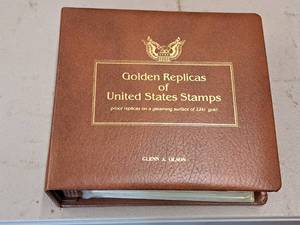 Golden Replicas
of
United States Stamps
proof replicas on a gleaming surface of 22kt gold
GLENN A. OLSON